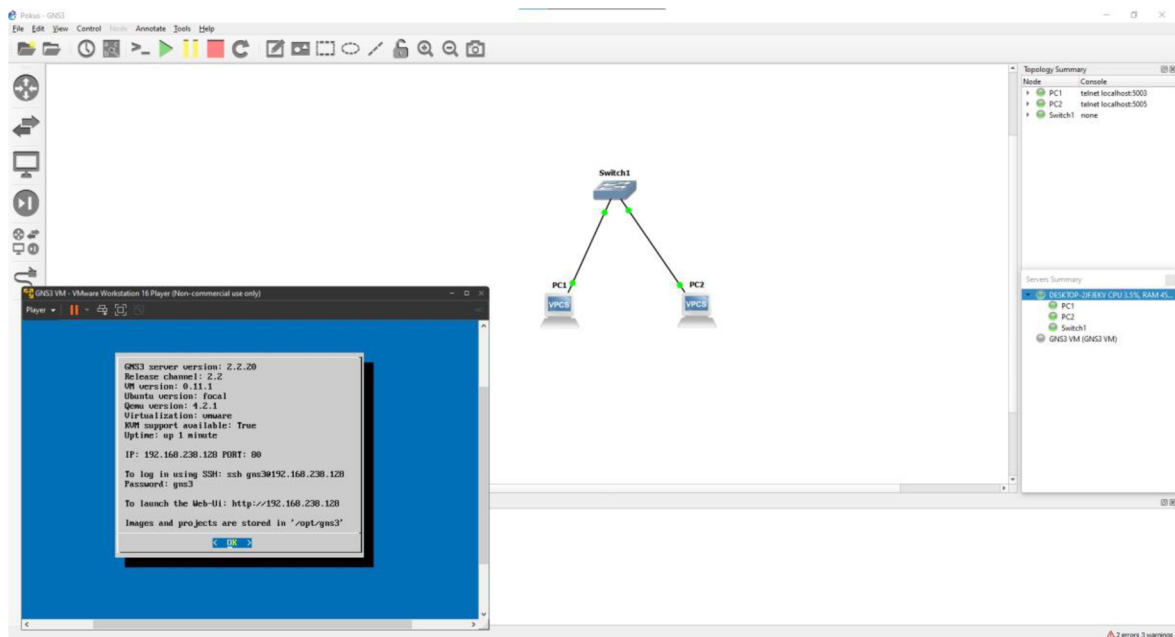 Pokus - GNS3
File Edit View Control Node Annotate Tools Help
Topology Summary
Node Console
PC1 telnet localhost:5003
PC2 telnet localhost:5005
Switch1 none
Switch1
PC1
PC2
VPCS
VPCS
Servers Summary
CPU 3.5%, RAM 45...
PC1
PC2
Switch1
GNS3 VM (GNS3 VM)
GNS3 VM - VMware Workstation 16 Player (Non-commercial use only)
Player
GNS3 server version: 2.2.20
Release channel: 2.2
VM version: 0.11.1
Ubuntu version: focal
Qemu version: 4.2.1
Virtualization: vmware
KVM support available: True
Uptime: up 1 minute
IP: 192.168.238.128 PORT: 80
To log in using SSH: ssh gns3@192.168.238.128
Password: gns3
To launch the Web-Ui: http://192.168.238.128
Images and projects are stored in '/opt/gns3'
< OK >
2 errors 3 warnings